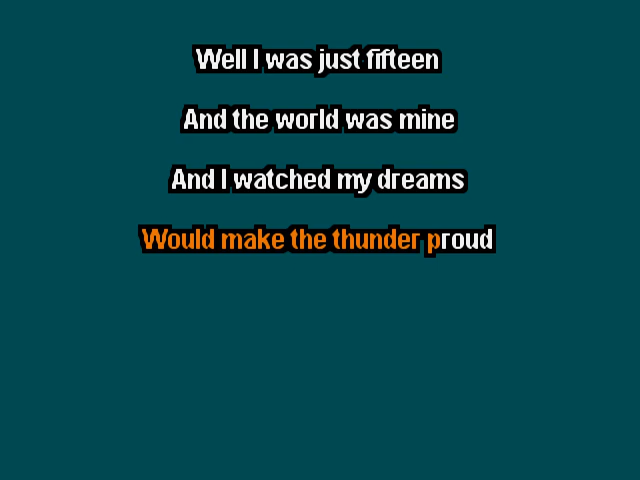 Well I was just fifteen
And the world was mine
And I watched my dreams
Would make the thunder proud